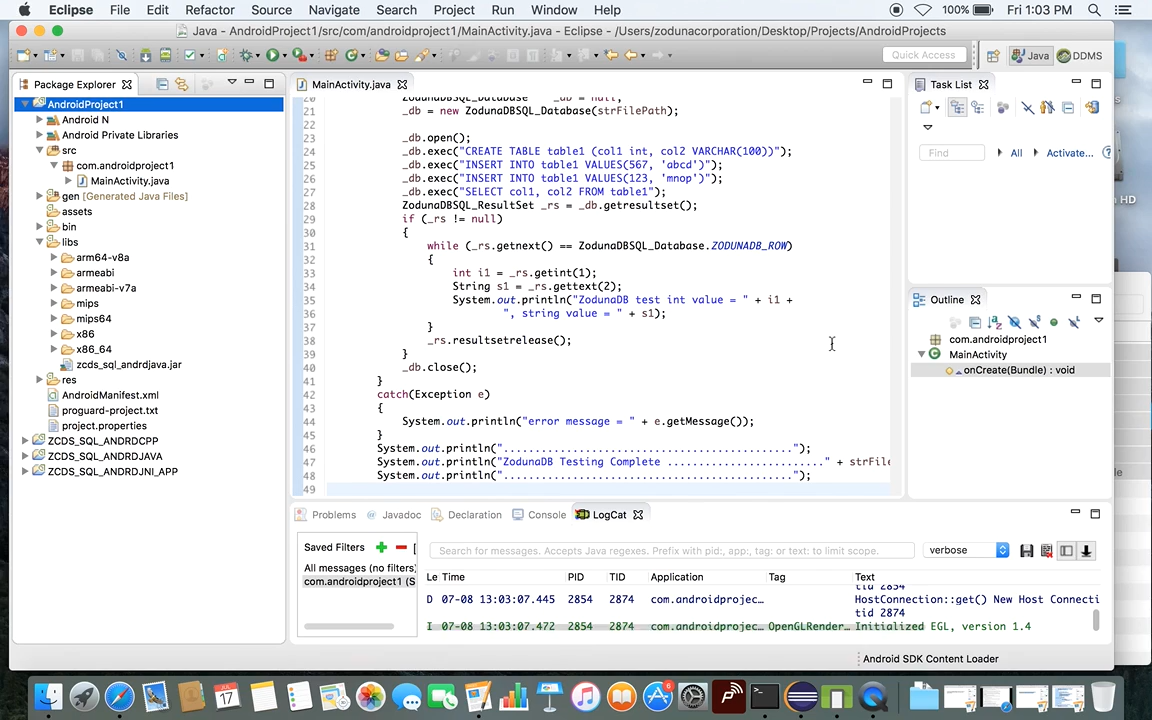 Eclipse File Edit Refactor Source Navigate Search Project Run Window Help 100% Fri 1:03 PM
Java - AndroidProject1/src/com/androidproject1/MainActivity.java - Eclipse - /Users/zodunacorporation/Desktop/Projects/AndroidProjects
Quick Access Java DDMS
Package Explorer
AndroidProject1
Android N
Android Private Libraries
src
com.androidproject1
MainActivity.java
gen [Generated Java Files]
assets
bin
libs
arm64-v8a
armeabi
armeabi-v7a
mips
mips64
x86
x86_64
zcds_sql_andrdjava.jar
res
AndroidManifest.xml
proguard-project.txt
project.properties
ZCDS_SQL_ANDRDCPP
ZCDS_SQL_ANDRDJAVA
ZCDS_SQL_ANDRDJNI_APP
MainActivity.java
20 ZodunaDBSQL_Database _db = null;
21 _db = new ZodunaDBSQL_Database(strFilePath);
22
23 _db.open();
24 _db.exec("CREATE TABLE table1 (col1 int, col2 VARCHAR(100))");
25 _db.exec("INSERT INTO table1 VALUES(567, 'abcd')");
26 _db.exec("INSERT INTO table1 VALUES(123, 'mnop')");
27 _db.exec("SELECT col1, col2 FROM table1");
28 ZodunaDBSQL_ResultSet _rs = _db.getresultset();
29 if (_rs != null)
30 {
31 while (_rs.getnext() == ZodunaDBSQL_Database.ZODUNADB_ROW)
32 {
33 int i1 = _rs.getint(1);
34 String s1 = _rs.gettext(2);
35 System.out.println("ZodunaDB test int value = " + i1 +
36 ", string value = " + s1);
37 }
38 _rs.resultsetrelease();
39 }
40 _db.close();
41 }
42 catch(Exception e)
43 {
44 System.out.println("error message = " + e.getMessage());
45 }
46 System.out.println("..............................................");
47 System.out.println("ZodunaDB Testing Complete ........................." + strFile
48 System.out.println("..............................................");
49
Task List
Find All Activate...
Outline
com.androidproject1
MainActivity
onCreate(Bundle) : void
Problems Javadoc Declaration Console LogCat
Saved Filters
All messages (no filters)
com.androidproject1 (S
Search for messages. Accepts Java regexes. Prefix with pid:, app:, tag: or text: to limit scope.
verbose
Le Time PID TID Application Tag Text
tid 2854
D 07-08 13:03:07.445 2854 2874 com.androidprojec... HostConnection::get() New Host Connecti
tid 2874
I 07-08 13:03:07.472 2854 2874 com.androidprojec... OpenGLRender... Initialized EGL, version 1.4
Android SDK Content Loader
HD
17
6